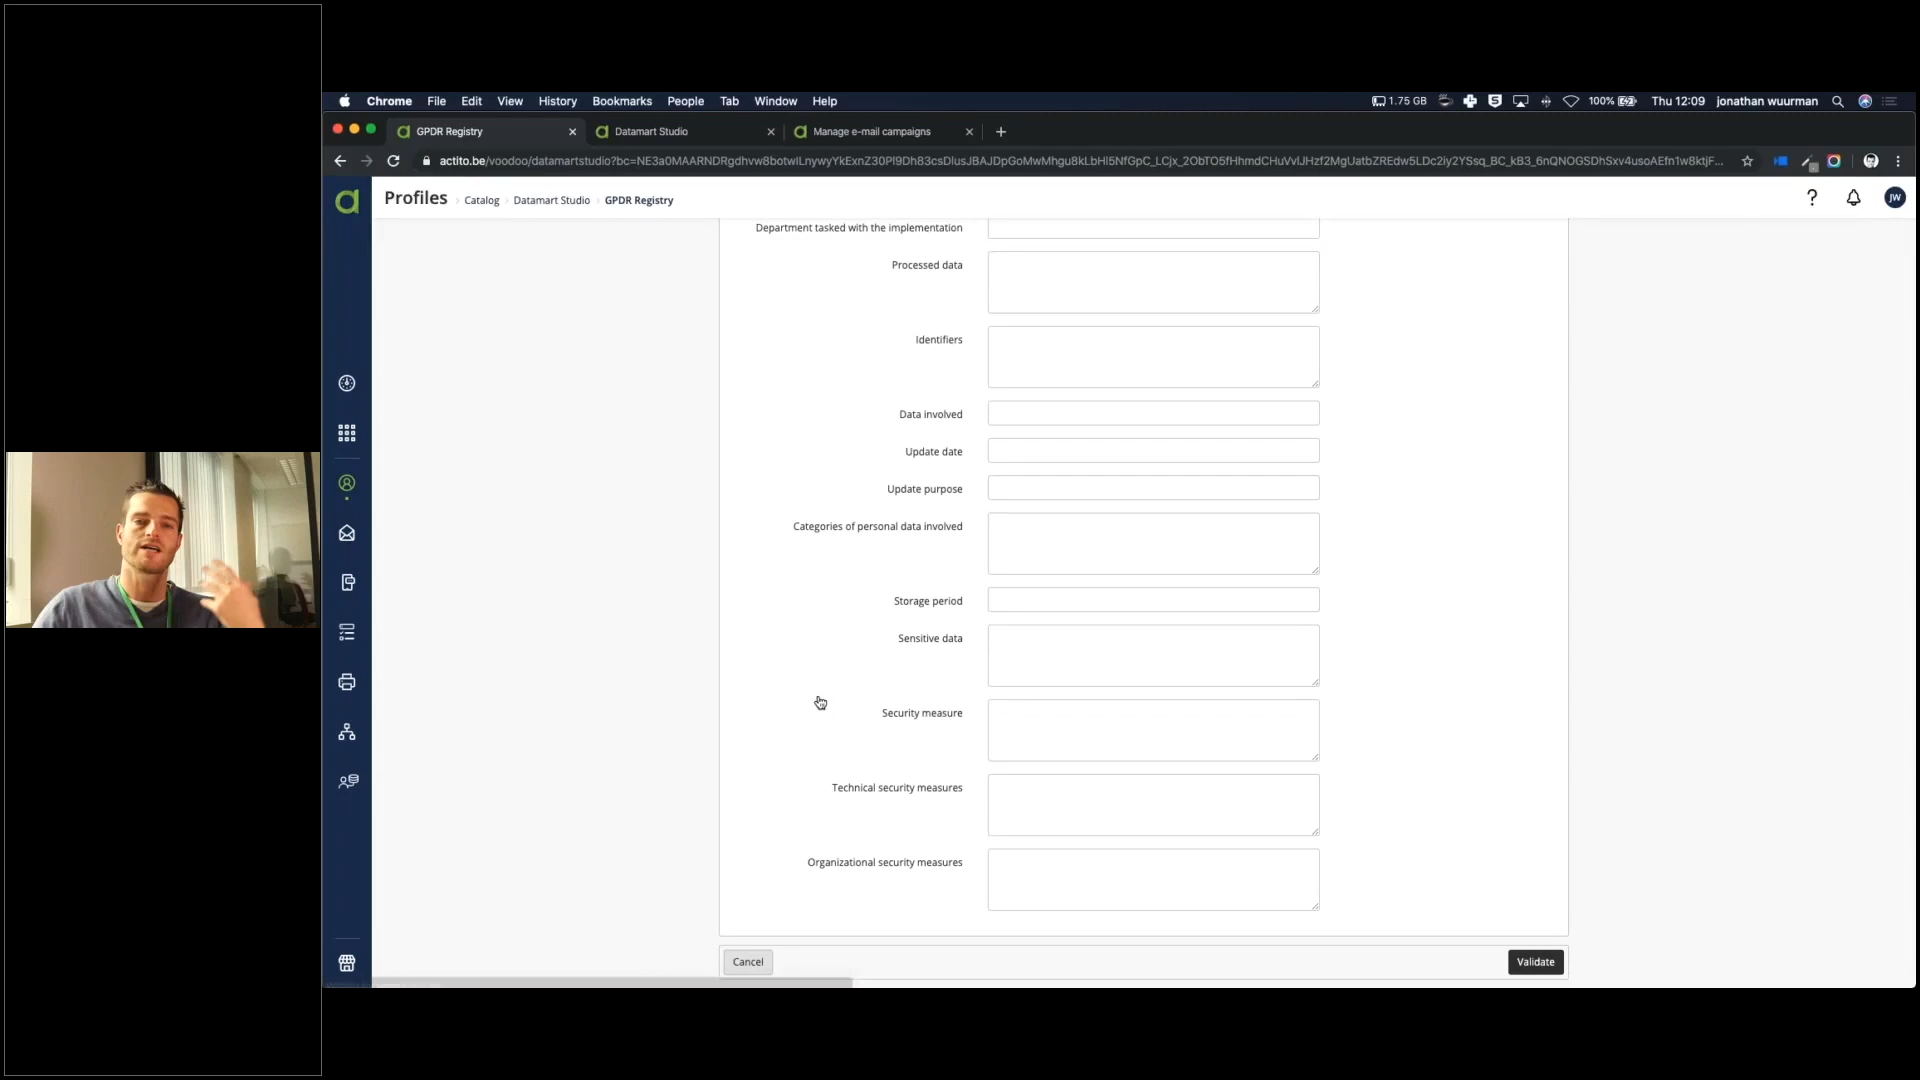 Chrome File Edit View History Bookmarks People Tab Window Help 1.75 GB 100% Thu 12:09 jonathan wuurman
GPDR Registry Datamart Studio Manage e-mail campaigns
Profiles Catalog Datamart Studio GPDR Registry JW
Department tasked with the implementation
Processed data
Identifiers
Data involved
Update date
Update purpose
Categories of personal data involved
Storage period
Sensitive data
Security measure
Technical security measures
Organizational security measures
Cancel Validate